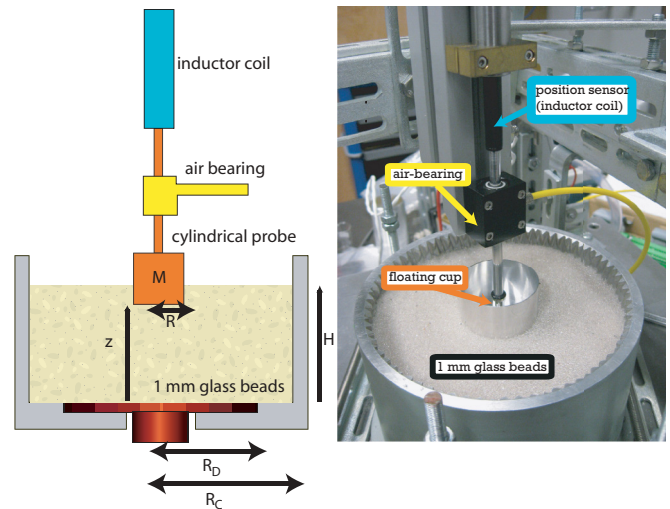 inductor coil
air bearing
cylindrical probe
M
R
z
H
1 mm glass beads
R_D
R_C
position sensor
(inductor coil)
air-bearing
floating cup
1 mm glass beads